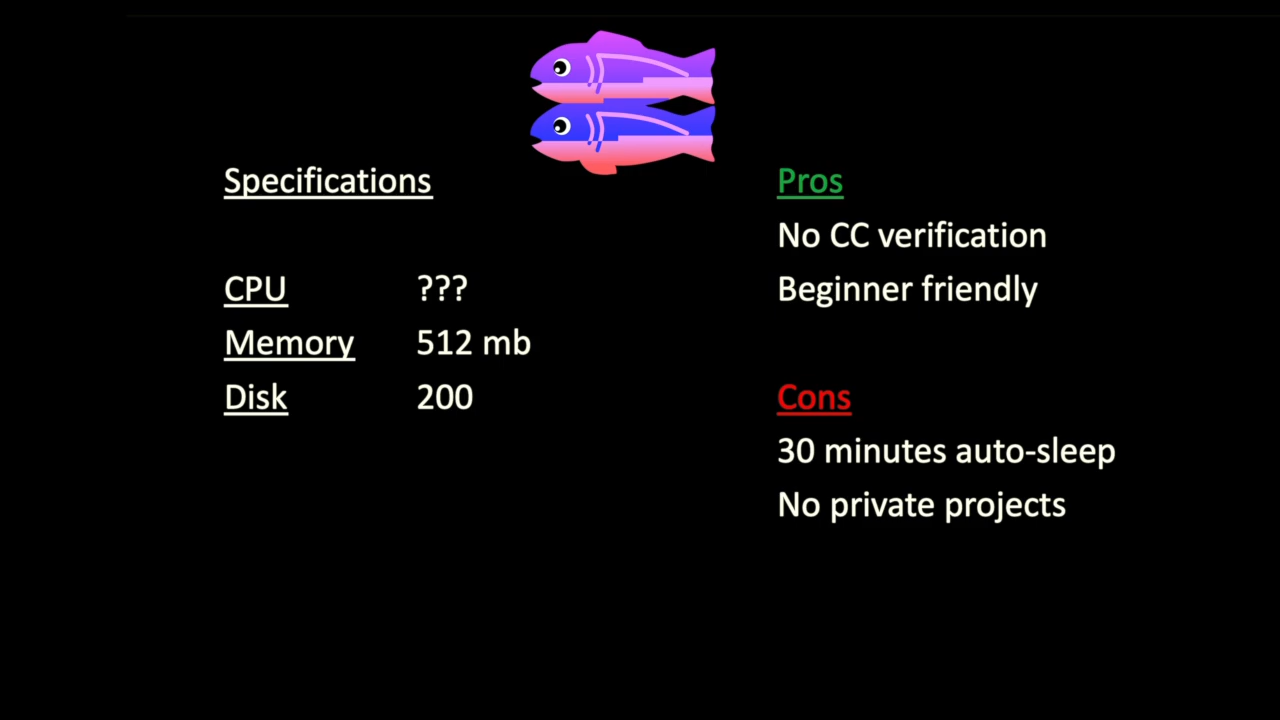 Specifications
CPU ???
Memory 512 mb
Disk 200
Pros
No CC verification
Beginner friendly
Cons
30 minutes auto-sleep
No private projects